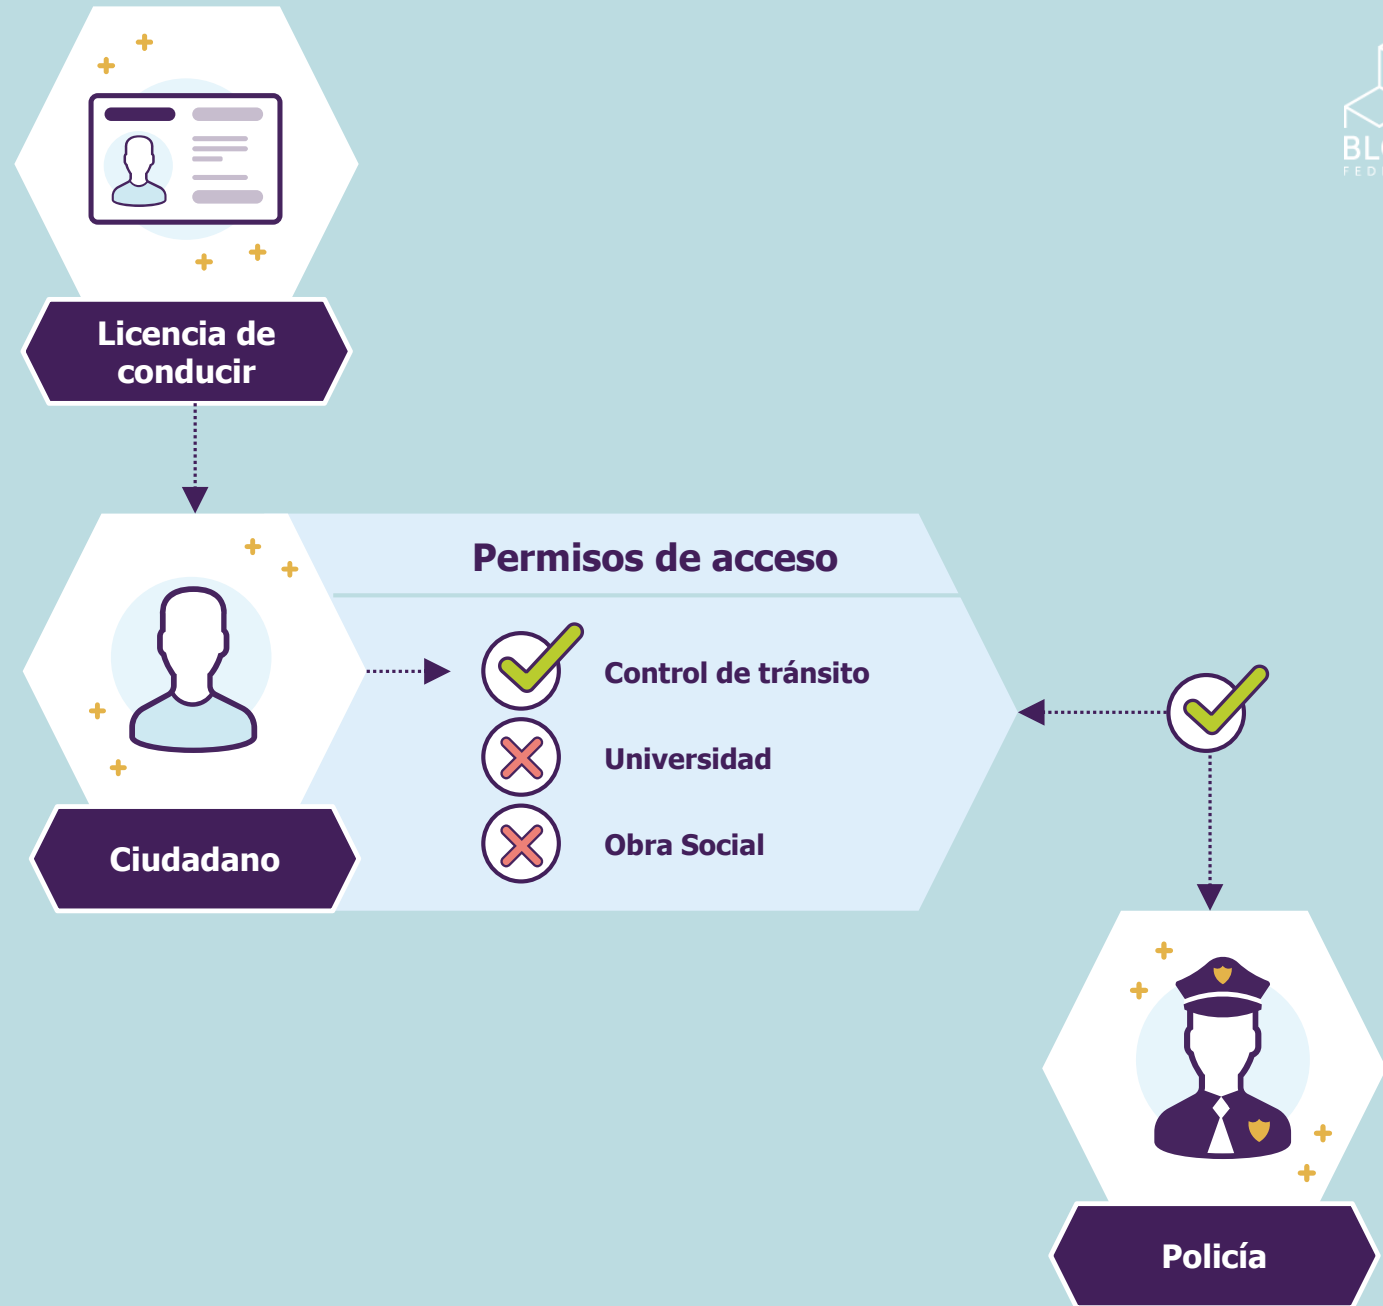 Licencia de
conducir
Permisos de acceso
Control de tránsito
Universidad
Obra Social
Ciudadano
Policía